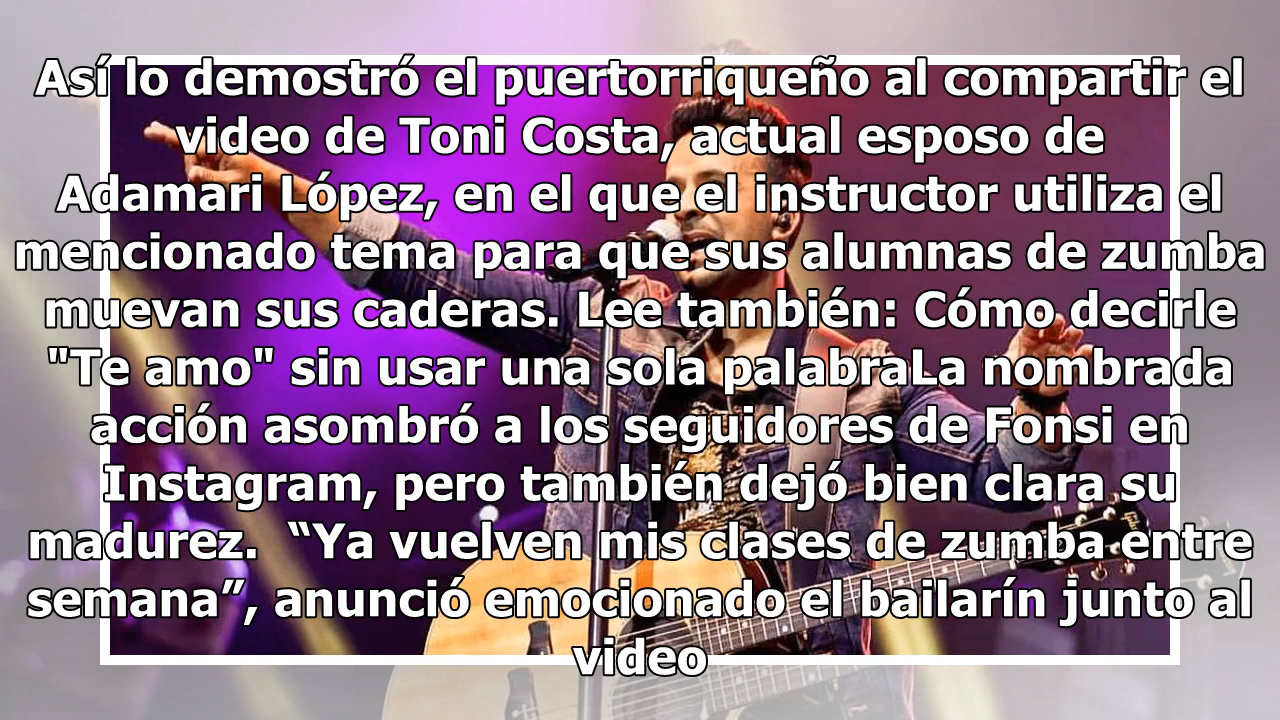 Así lo demostró el puertorriqueño al compartir el
video de Toni Costa, actual esposo de
Adamari López, en el que el instructor utiliza el
mencionado tema para que sus alumnas de zumba
muevan sus caderas. Lee también: Cómo decirle
"Te amo" sin usar una sola palabraLa nombrada
acción asombró a los seguidores de Fonsi en
Instagram, pero también dejó bien clara su
madurez.  “Ya vuelven mis clases de zumba entre
semana”, anunció emocionado el bailarín junto al
video